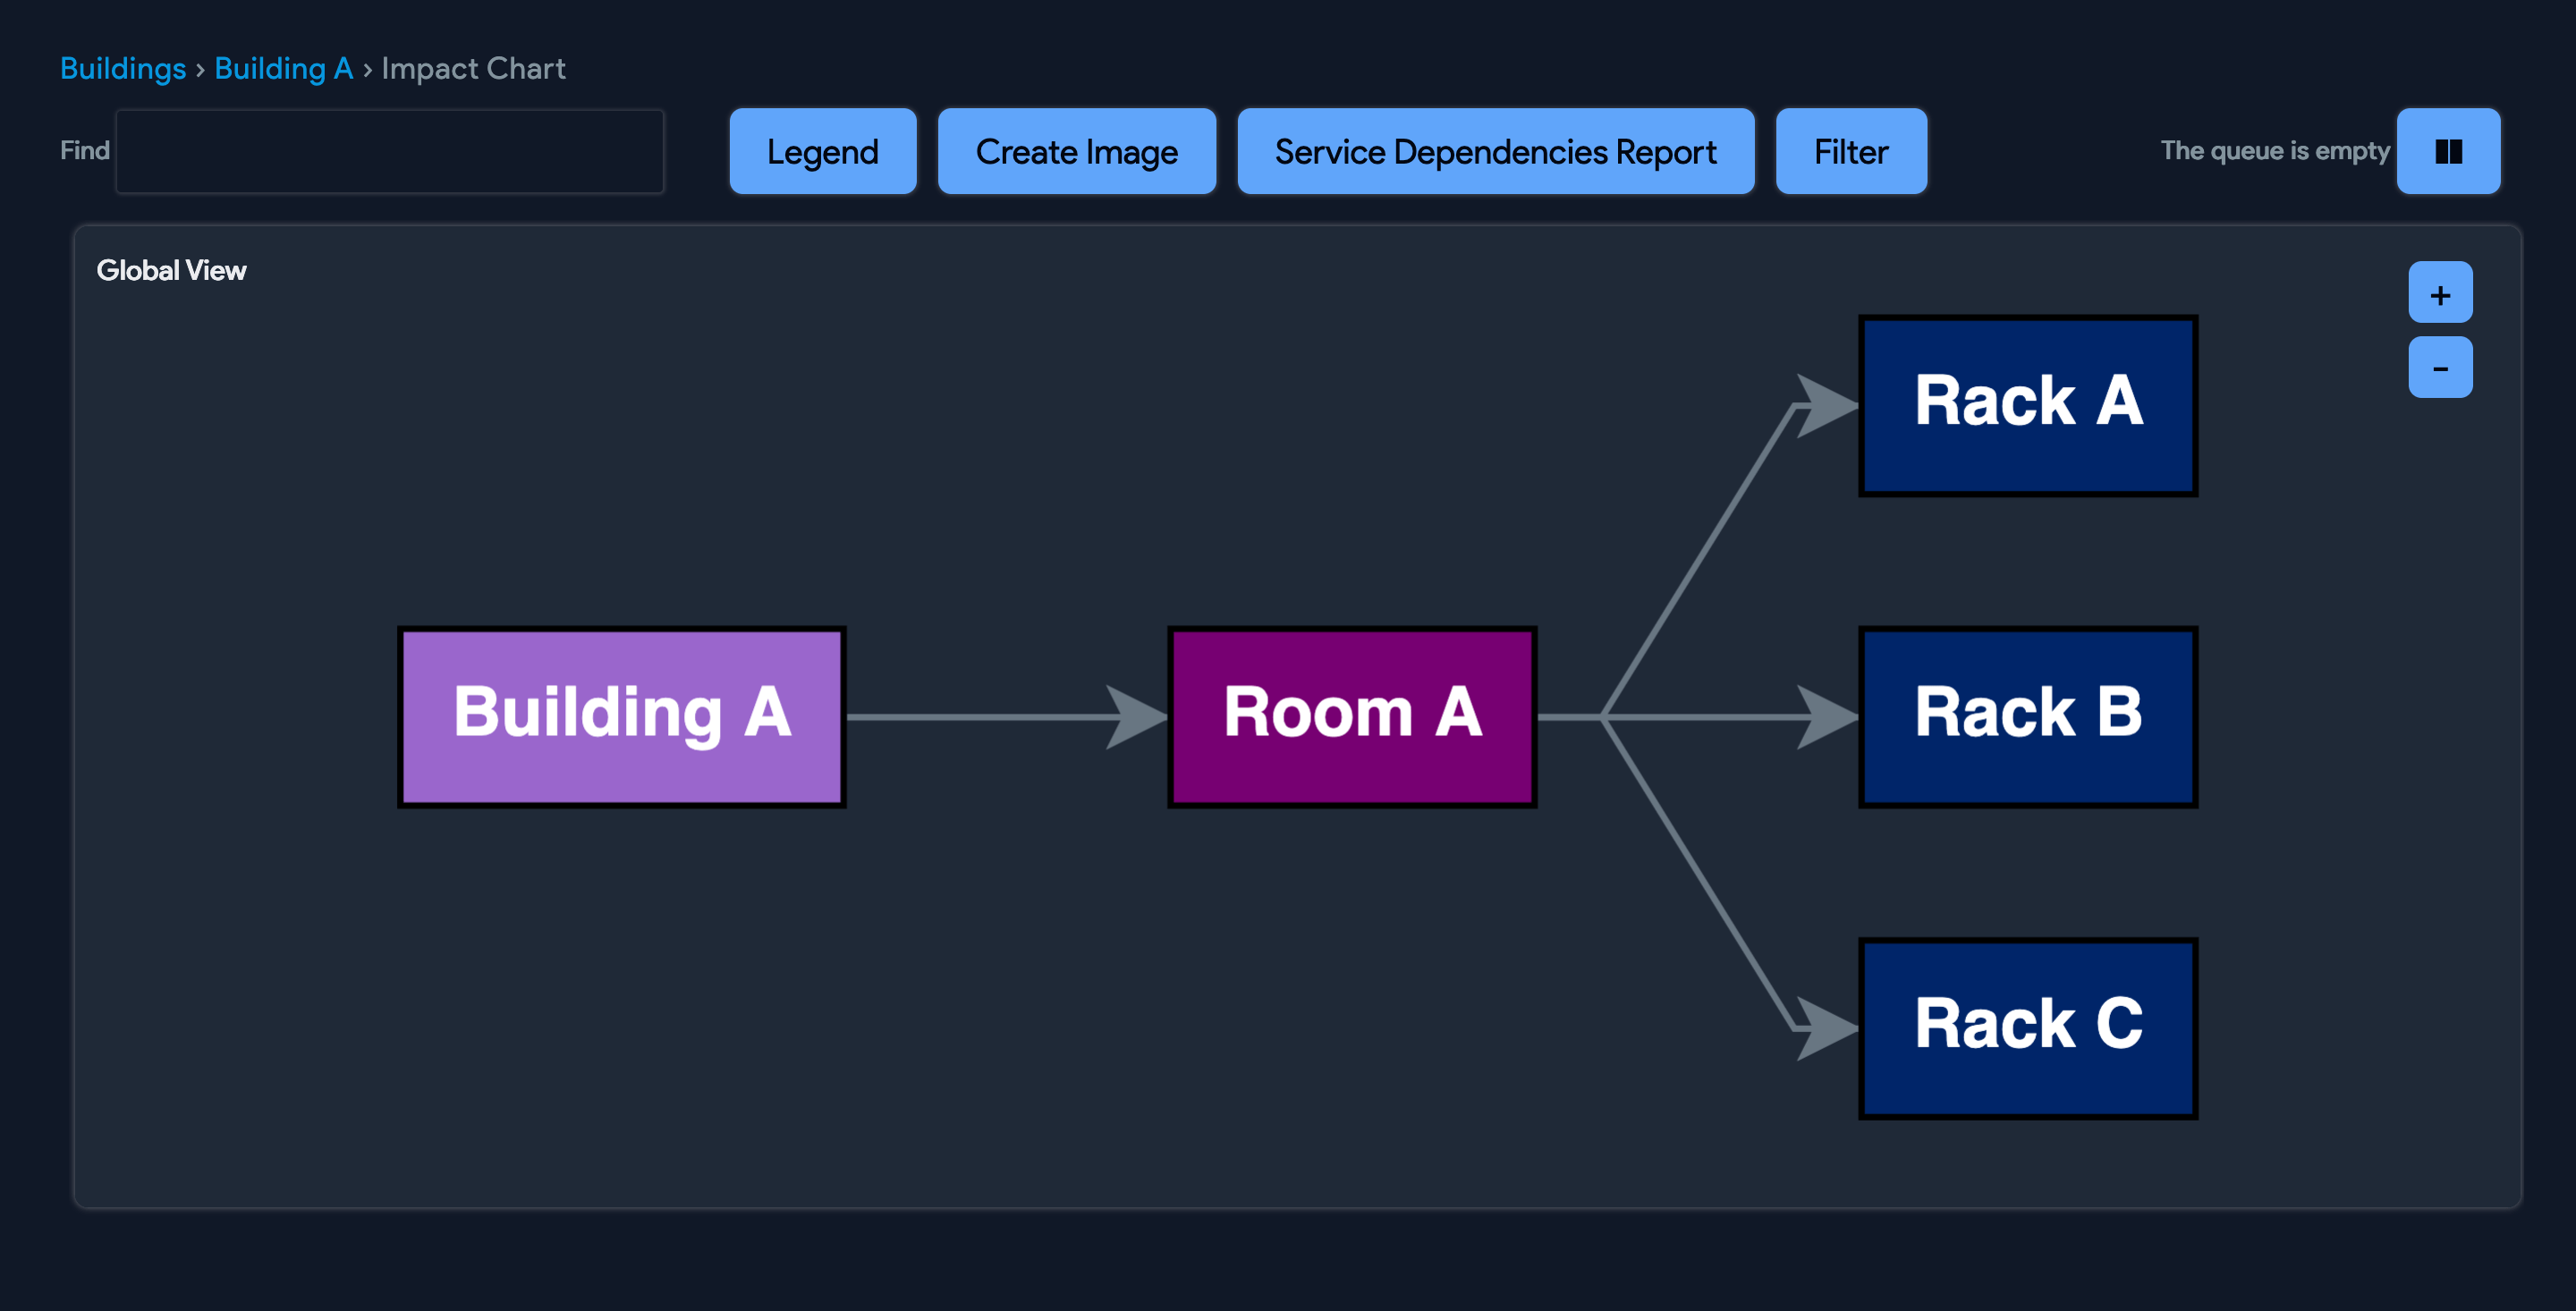 Buildings › Building A › Impact Chart
Find
Legend
Create Image
Service Dependencies Report
Filter
The queue is empty
Global View
+
-
Rack A
Building A
Room A
Rack B
Rack C